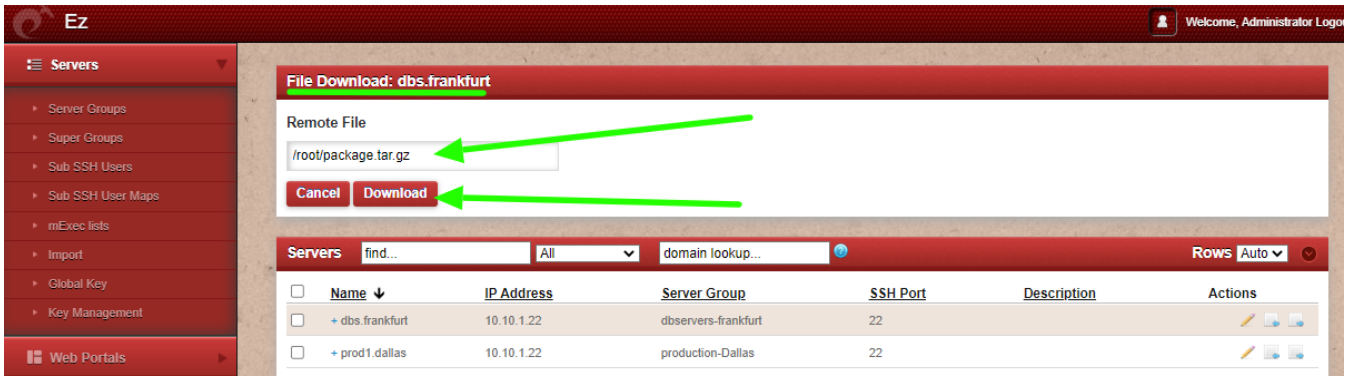 Ez
Welcome, Administrator Logou
Servers
Server Groups
Super Groups
Sub SSH Users
Sub SSH User Maps
mExec lists
Import
Global Key
Key Management
Web Portals
File Download: dbs.frankfurt
Remote File
/root/package.tar.gz
Cancel Download
Servers find... All domain lookup... Rows Auto
Name IP Address Server Group SSH Port Description Actions
+ dbs.frankfurt 10.10.1.22 dbservers-frankfurt 22
+ prod1.dallas 10.10.1.22 production-Dallas 22